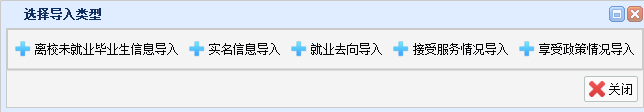 选择导入类型
离校未就业毕业生信息导入 实名信息导入 就业去向导入 接受服务情况导入 享受政策情况导入
关闭